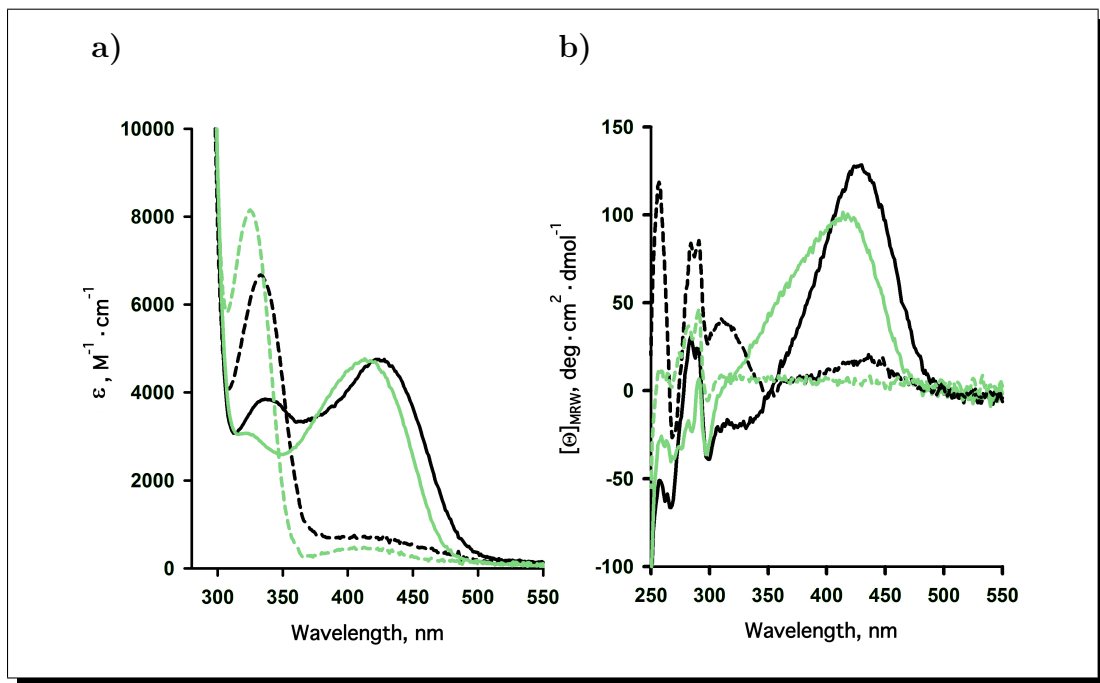 a)
b)
10000
8000
6000
4000
2000
0
ε, M⁻¹·cm⁻¹
300 350 400 450 500 550
Wavelength, nm
150
100
50
0
-50
-100
[Θ]MRW, deg·cm²·dmol⁻¹
250 300 350 400 450 500 550
Wavelength, nm